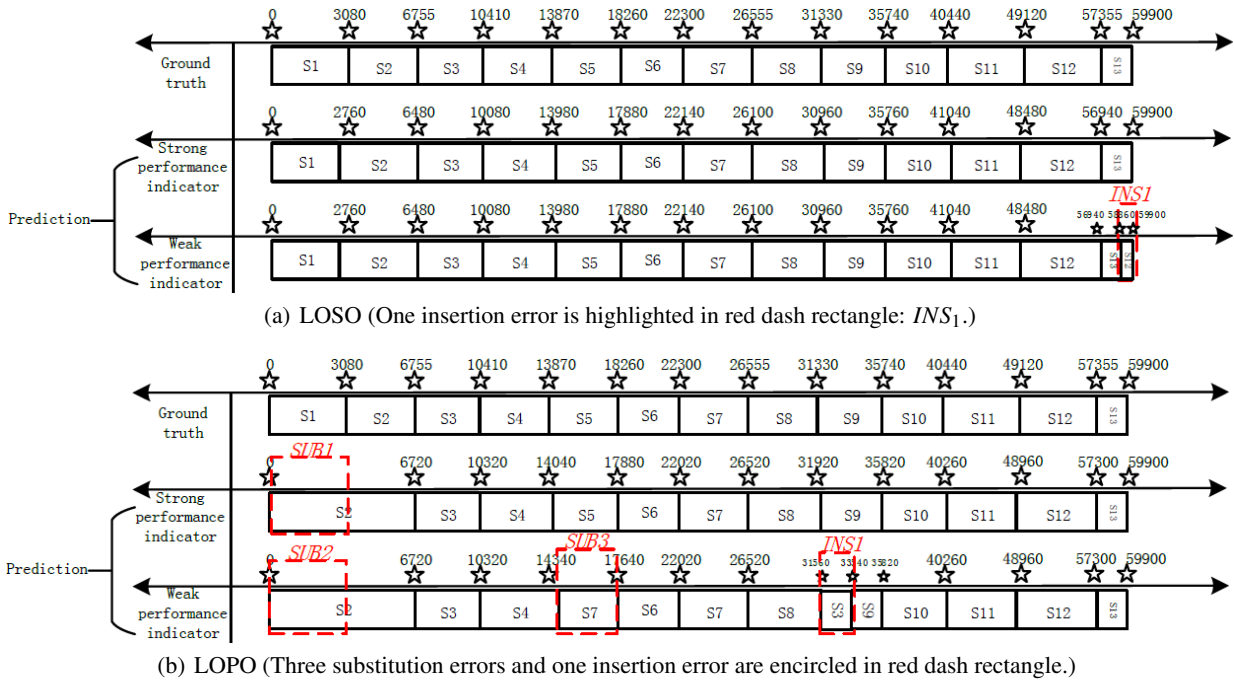 0 3080 6755 10410 13870 18260 22300 26555 31330 35740 40440 49120 57355 59900
Ground
truth
S1 S2 S3 S4 S5 S6 S7 S8 S9 S10 S11 S12 S13
0 2760 6480 10080 13980 17880 22140 26100 30960 35760 41040 48480 56940 59900
Strong
performance
indicator
S1 S2 S3 S4 S5 S6 S7 S8 S9 S10 S11 S12 S13
Prediction
INS1
0 2760 6480 10080 13980 17880 22140 26100 30960 35760 41040 48480 56940 59900
Weak
performance
indicator
S1 S2 S3 S4 S5 S6 S7 S8 S9 S10 S11 S12 S13 S12
(a) LOSO (One insertion error is highlighted in red dash rectangle: INS1.)
0 3080 6755 10410 13870 18260 22300 26555 31330 35740 40440 49120 57355 59900
Ground
truth
S1 S2 S3 S4 S5 S6 S7 S8 S9 S10 S11 S12 S13
SUB1
0 6720 10320 14040 17880 22020 26520 31920 35820 40260 48960 57300 59900
Strong
performance
indicator
S2 S3 S4 S5 S6 S7 S8 S9 S10 S11 S12 S13
Prediction
SUB2 SUB3 INS1
0 6720 10320 14340 17640 22020 26520 31560 35820 40260 48960 57300 59900
Weak
performance
indicator
S2 S3 S4 S7 S6 S7 S8 S3 S9 S10 S11 S12 S13
(b) LOPO (Three substitution errors and one insertion error are encircled in red dash rectangle.)